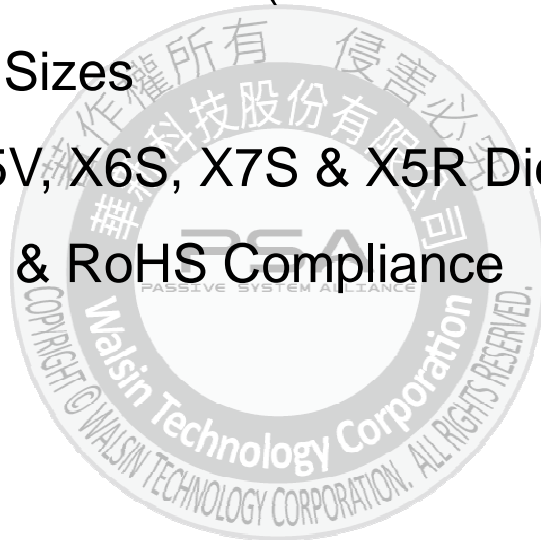 Sizes
5V, X6S, X7S & X5R Die
& RoHS Compliance
著作權所有 侵害必究
華新科技股份有限公司
PSA
PASSIVE SYSTEM ALLIANCE
Walsin Technology Corporation
COPYRIGHT © WALSIN TECHNOLOGY CORPORATION. ALL RIGHTS RESERVED.